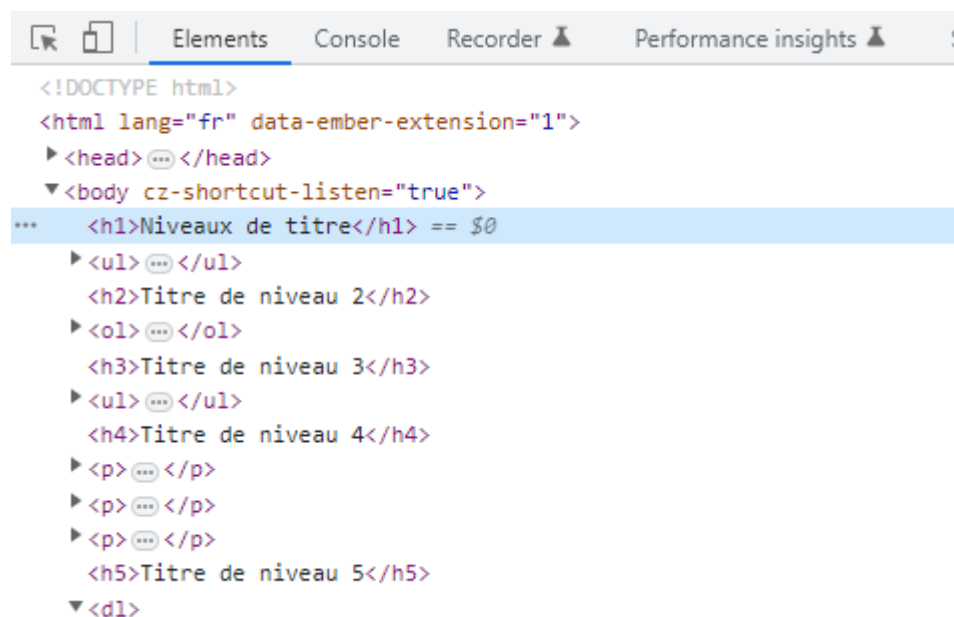 Elements Console Recorder Performance insights
<!DOCTYPE html>
<html lang="fr" data-ember-extension="1">
<head>…</head>
<body cz-shortcut-listen="true">
… <h1>Niveaux de titre</h1> == $0
<ul>…</ul>
<h2>Titre de niveau 2</h2>
<ol>…</ol>
<h3>Titre de niveau 3</h3>
<ul>…</ul>
<h4>Titre de niveau 4</h4>
<p>…</p>
<p>…</p>
<p>…</p>
<h5>Titre de niveau 5</h5>
<dl>